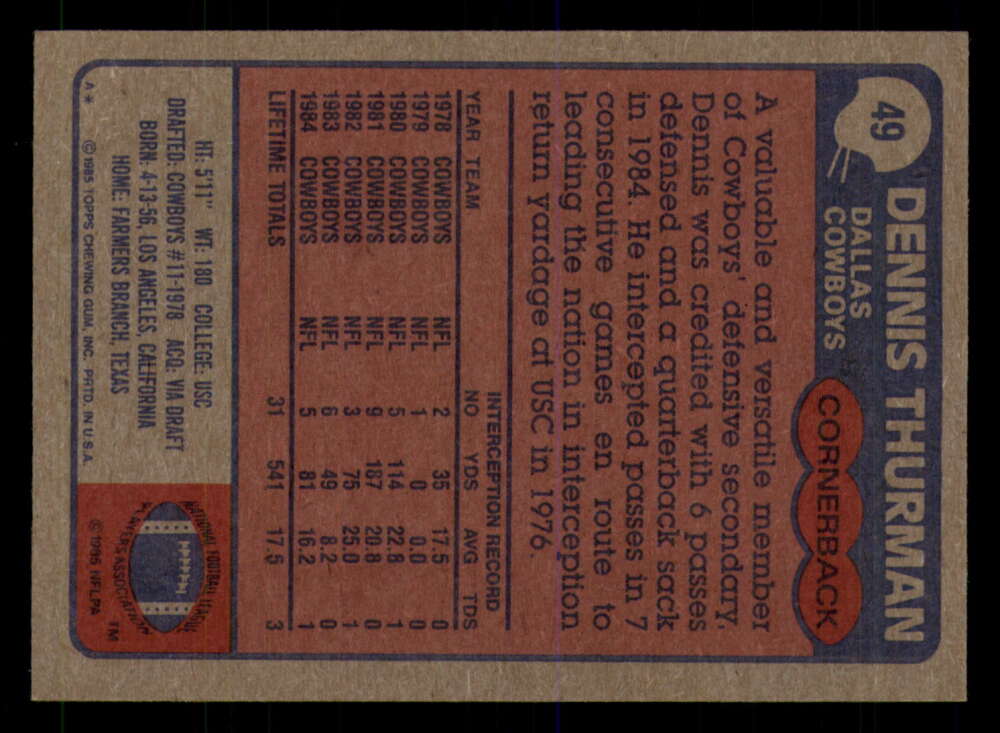 49
DENNIS THURMAN
DALLAS
COWBOYS
CORNERBACK
A valuable and versatile member
of Cowboys' defensive secondary,
Dennis was credited with 6 passes
defensed and a quarterback sack
in 1984. He intercepted passes in 7
consecutive games en route to
leading the nation in interception
return yardage at USC in 1976.
INTERCEPTION RECORD
YEAR TEAM NO YDS AVG TDS
1978 COWBOYS NFL 2 35 17.5 0
1979 COWBOYS NFL 1 0 0.0 0
1980 COWBOYS NFL 5 114 22.8 1
1981 COWBOYS NFL 9 187 20.8 0
1982 COWBOYS NFL 3 75 25.0 1
1983 COWBOYS NFL 6 49 8.2 0
1984 COWBOYS NFL 5 81 16.2 1
LIFETIME TOTALS 31 541 17.5 3
HT: 5'11" WT: 180 COLLEGE: USC
DRAFTED: COWBOYS #11-1978 ACQ: VIA DRAFT
BORN: 4-13-56, LOS ANGELES, CALIFORNIA
HOME: FARMERS BRANCH, TEXAS
A* © 1985 TOPPS CHEWING GUM, INC. PRTD. IN U.S.A.
NATIONAL FOOTBALL LEAGUE
PLAYERS ASSOCIATION
TM
© 1985 NFLPA